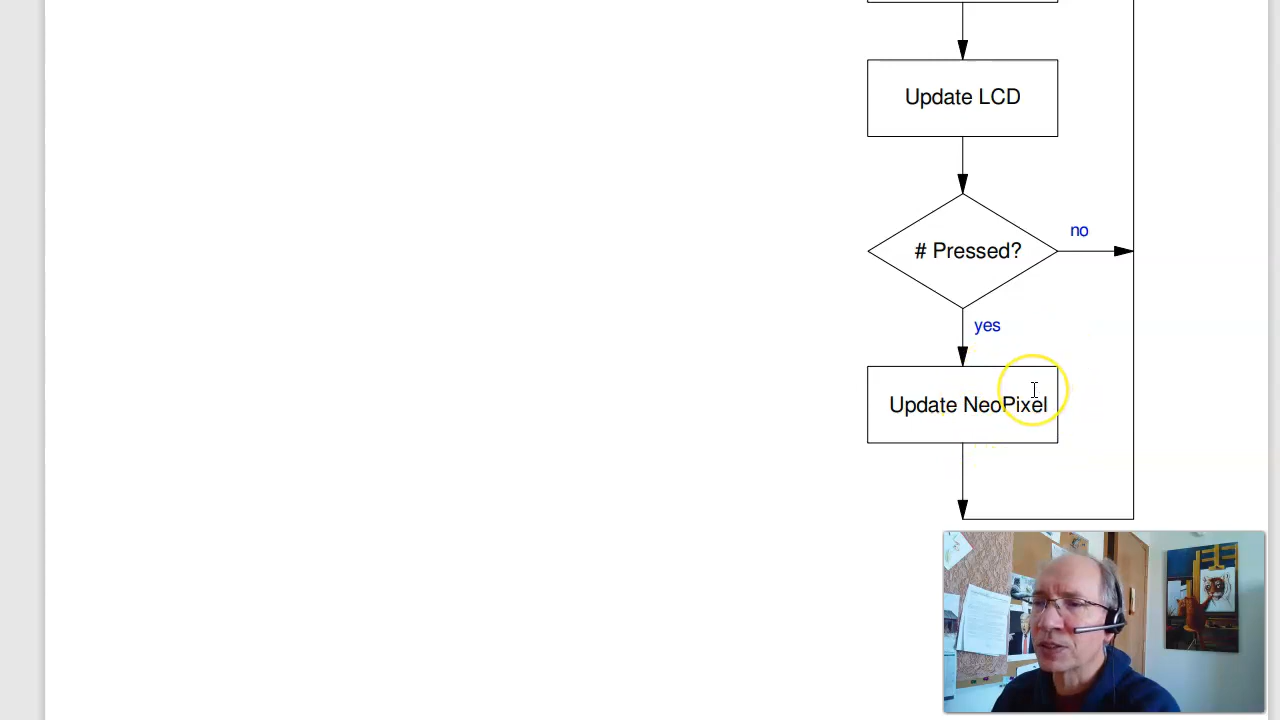 Update LCD
# Pressed?
no
yes
Update NeoPixel